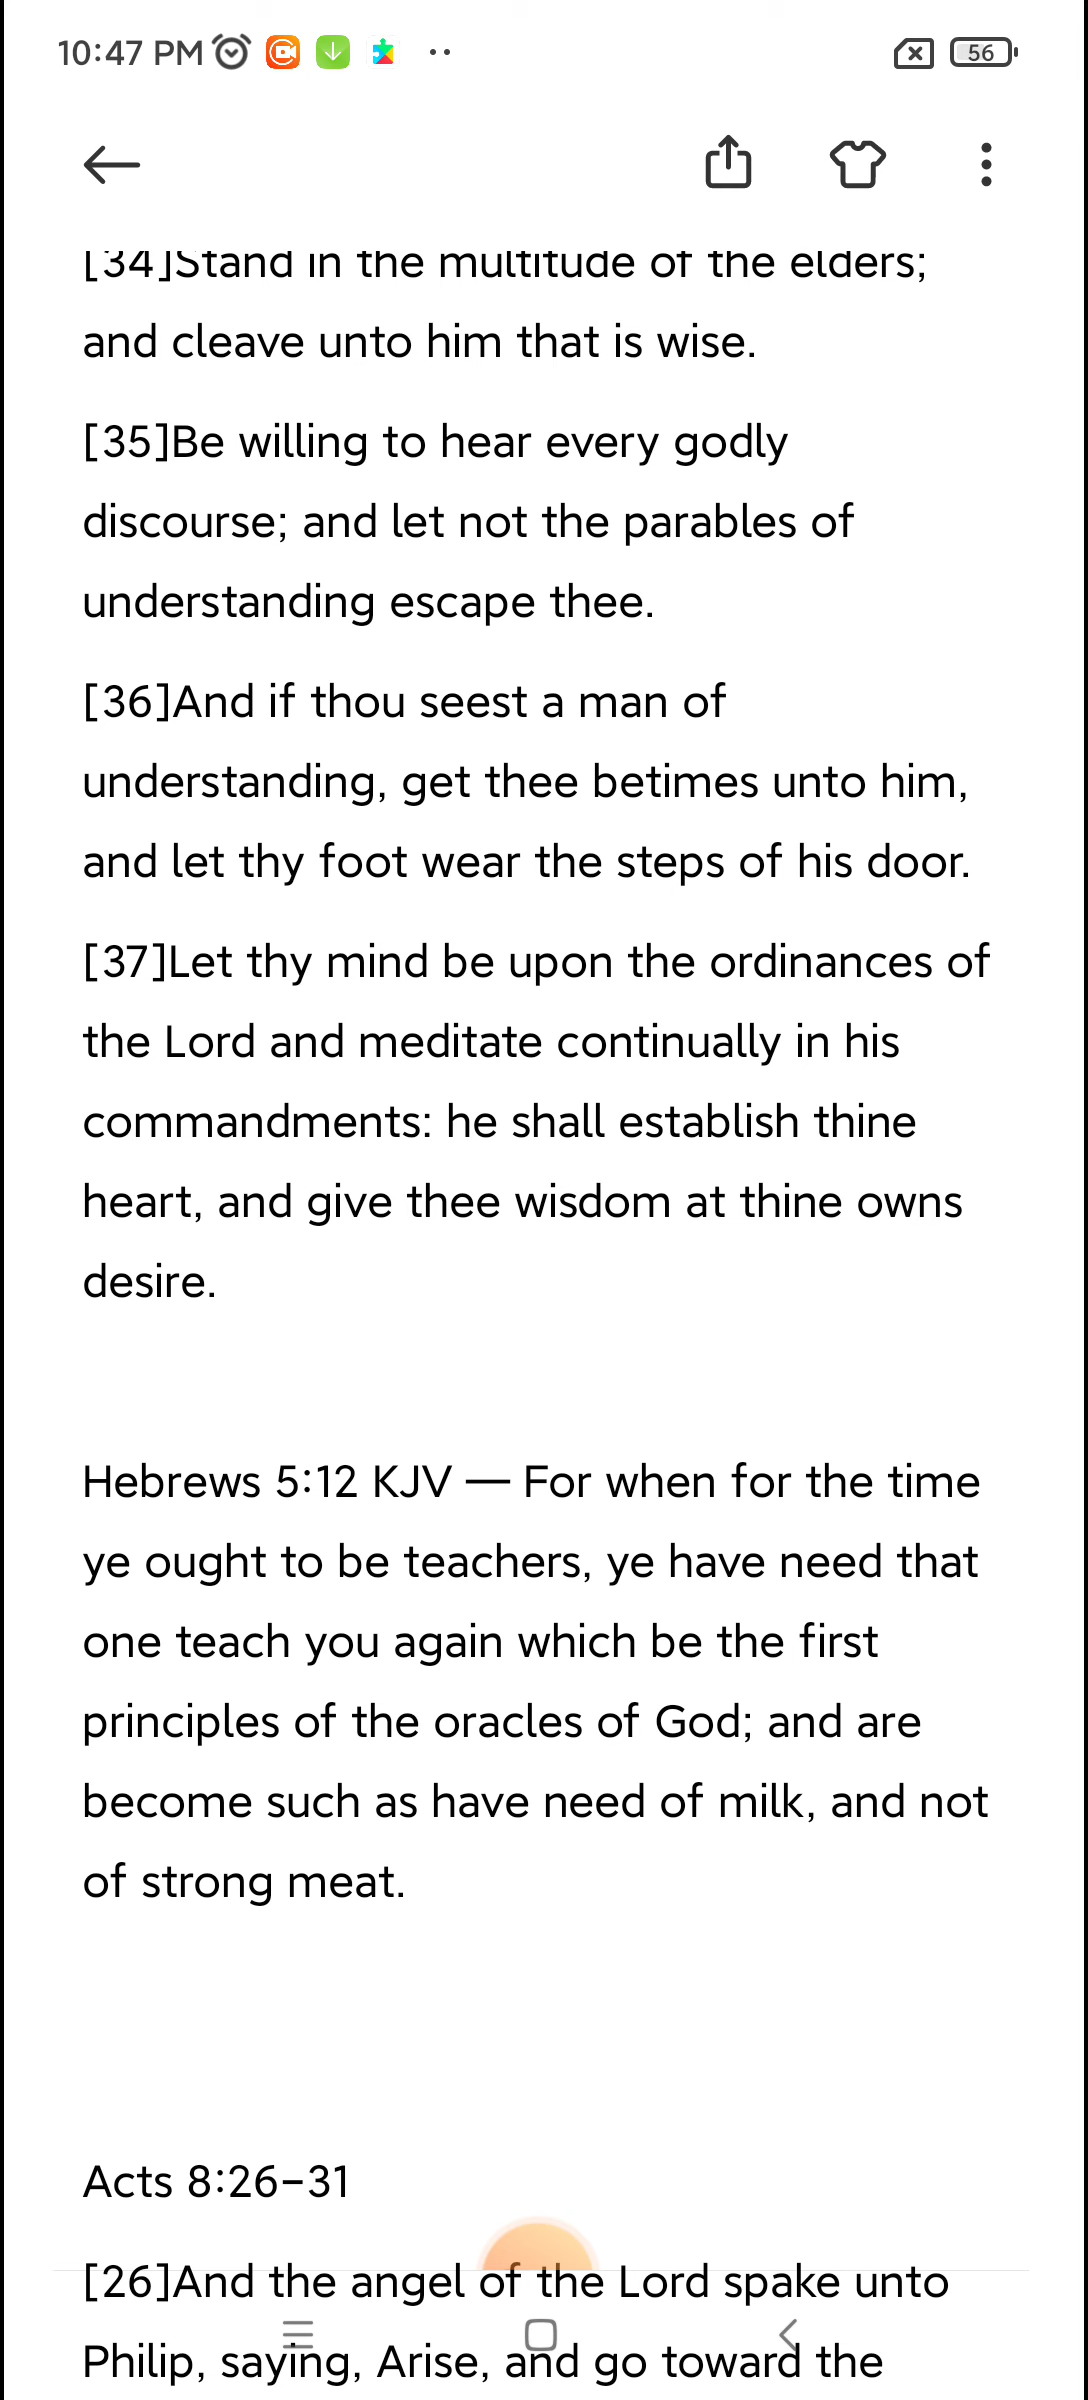 10:47 PM
56
[34]Stand in the multitude of the elders;
and cleave unto him that is wise.
[35]Be willing to hear every godly
discourse; and let not the parables of
understanding escape thee.
[36]And if thou seest a man of
understanding, get thee betimes unto him,
and let thy foot wear the steps of his door.
[37]Let thy mind be upon the ordinances of
the Lord and meditate continually in his
commandments: he shall establish thine
heart, and give thee wisdom at thine owns
desire.
Hebrews 5:12 KJV — For when for the time
ye ought to be teachers, ye have need that
one teach you again which be the first
principles of the oracles of God; and are
become such as have need of milk, and not
of strong meat.
Acts 8:26–31
[26]And the angel of the Lord spake unto
Philip, saying, Arise, and go toward the